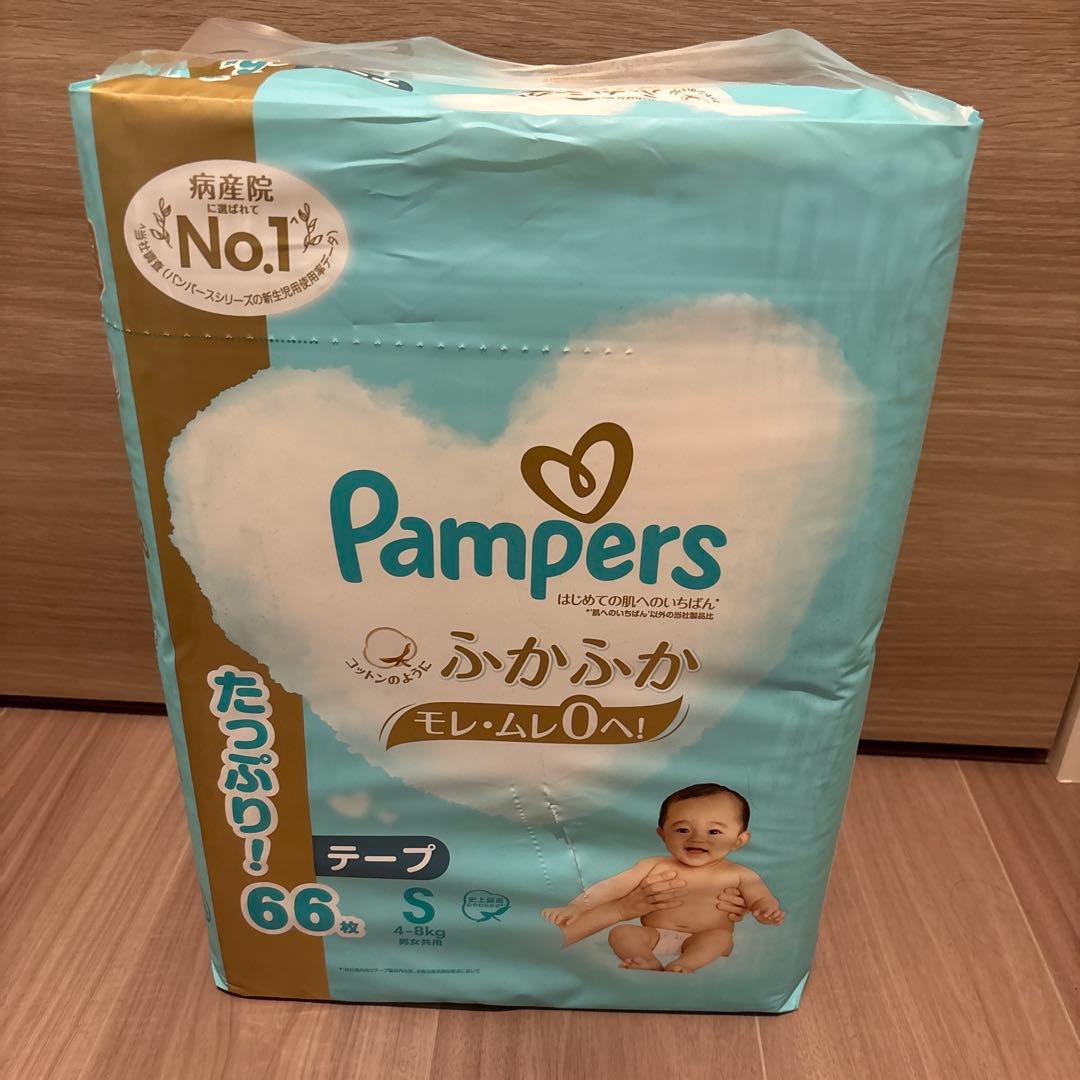 病産院
に選ばれて
No.1^
^当社調査(パンパースシリーズの新生児用使用率データ)
Pampers
はじめての肌へのいちばん*
*"肌へのいちばん"以外の当社製品比
コットンのように
ふかふか
モレ・ムレ0へ!
たっぷり!
66枚
テープ
S
4-8kg
男女共用
史上最高